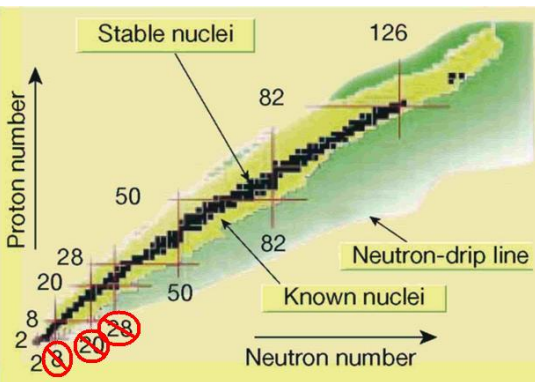 Stable nuclei
126
82
Proton number
50
82
Neutron-drip line
28
20
50
Known nuclei
8
28
20
2
2
8
Neutron number